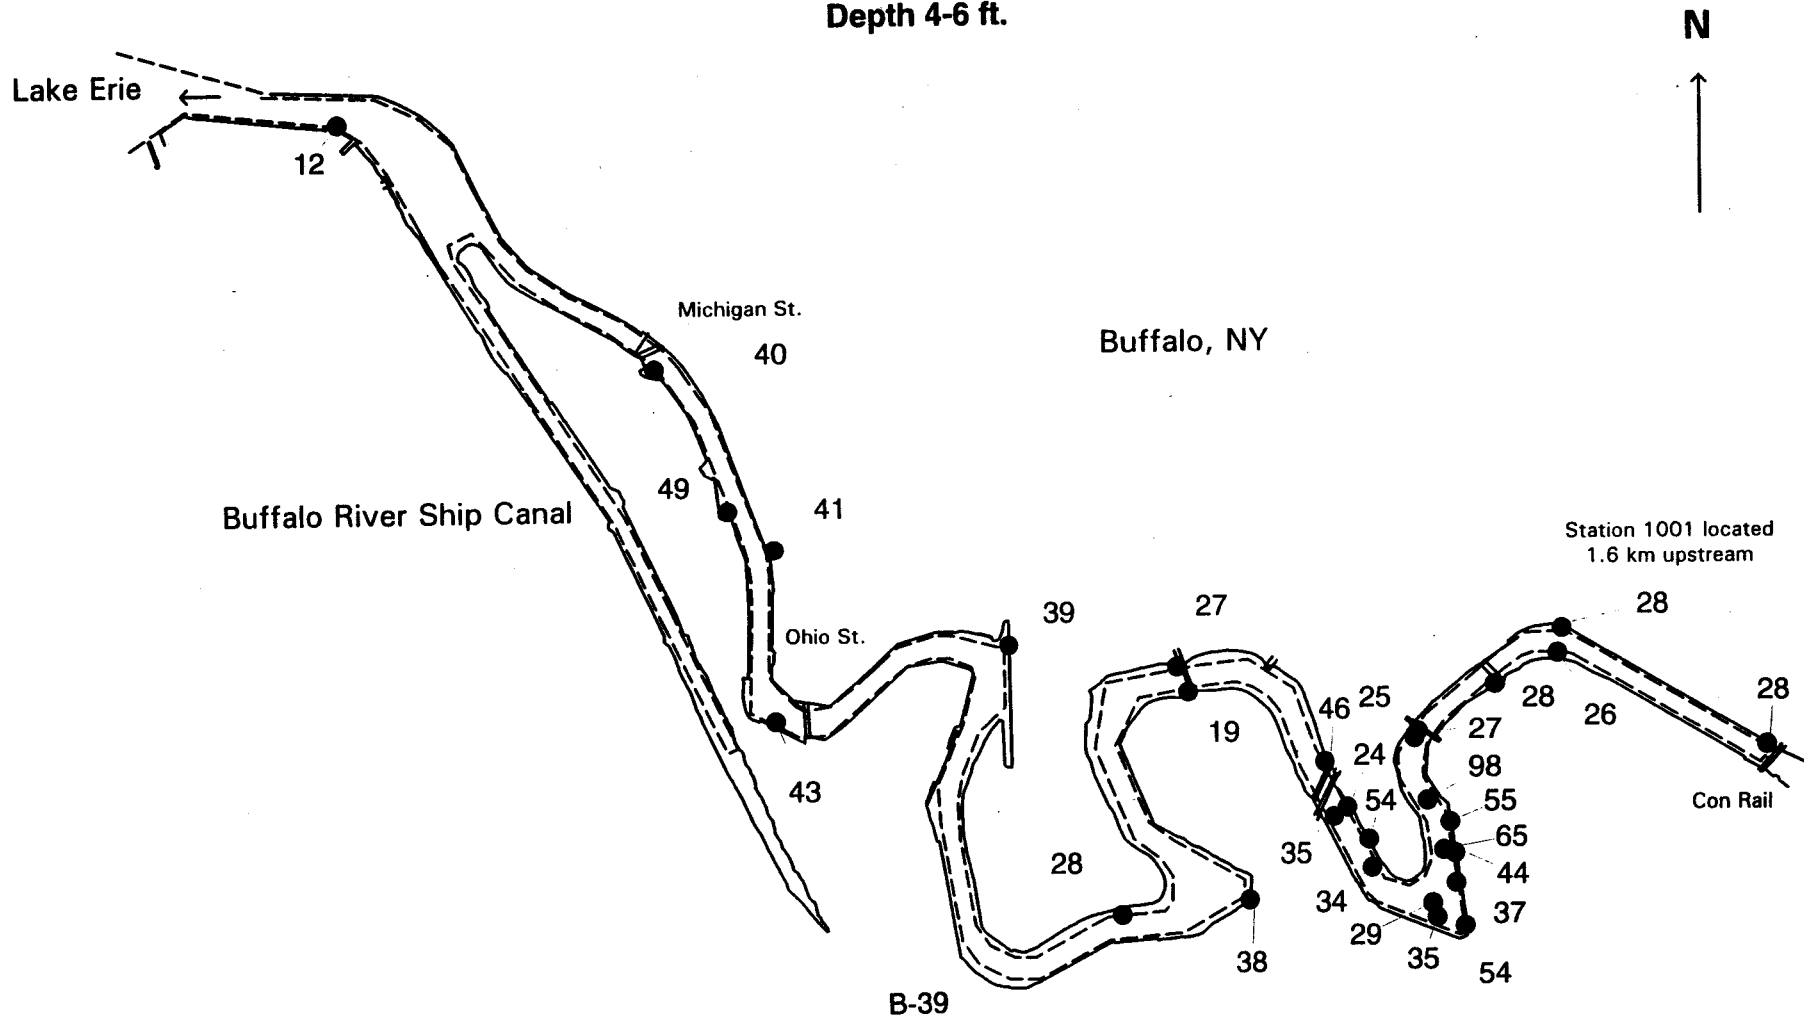 Depth 4-6 ft.
N
Lake Erie
12
Michigan St.
40
Buffalo, NY
49
41
Buffalo River Ship Canal
Station 1001 located
1.6 km upstream
28
39
27
Ohio St.
28
46
25
28
26
27
19
24
98
43
54
55
Con Rail
65
35
28
44
34
37
29
35
38
54
B-39